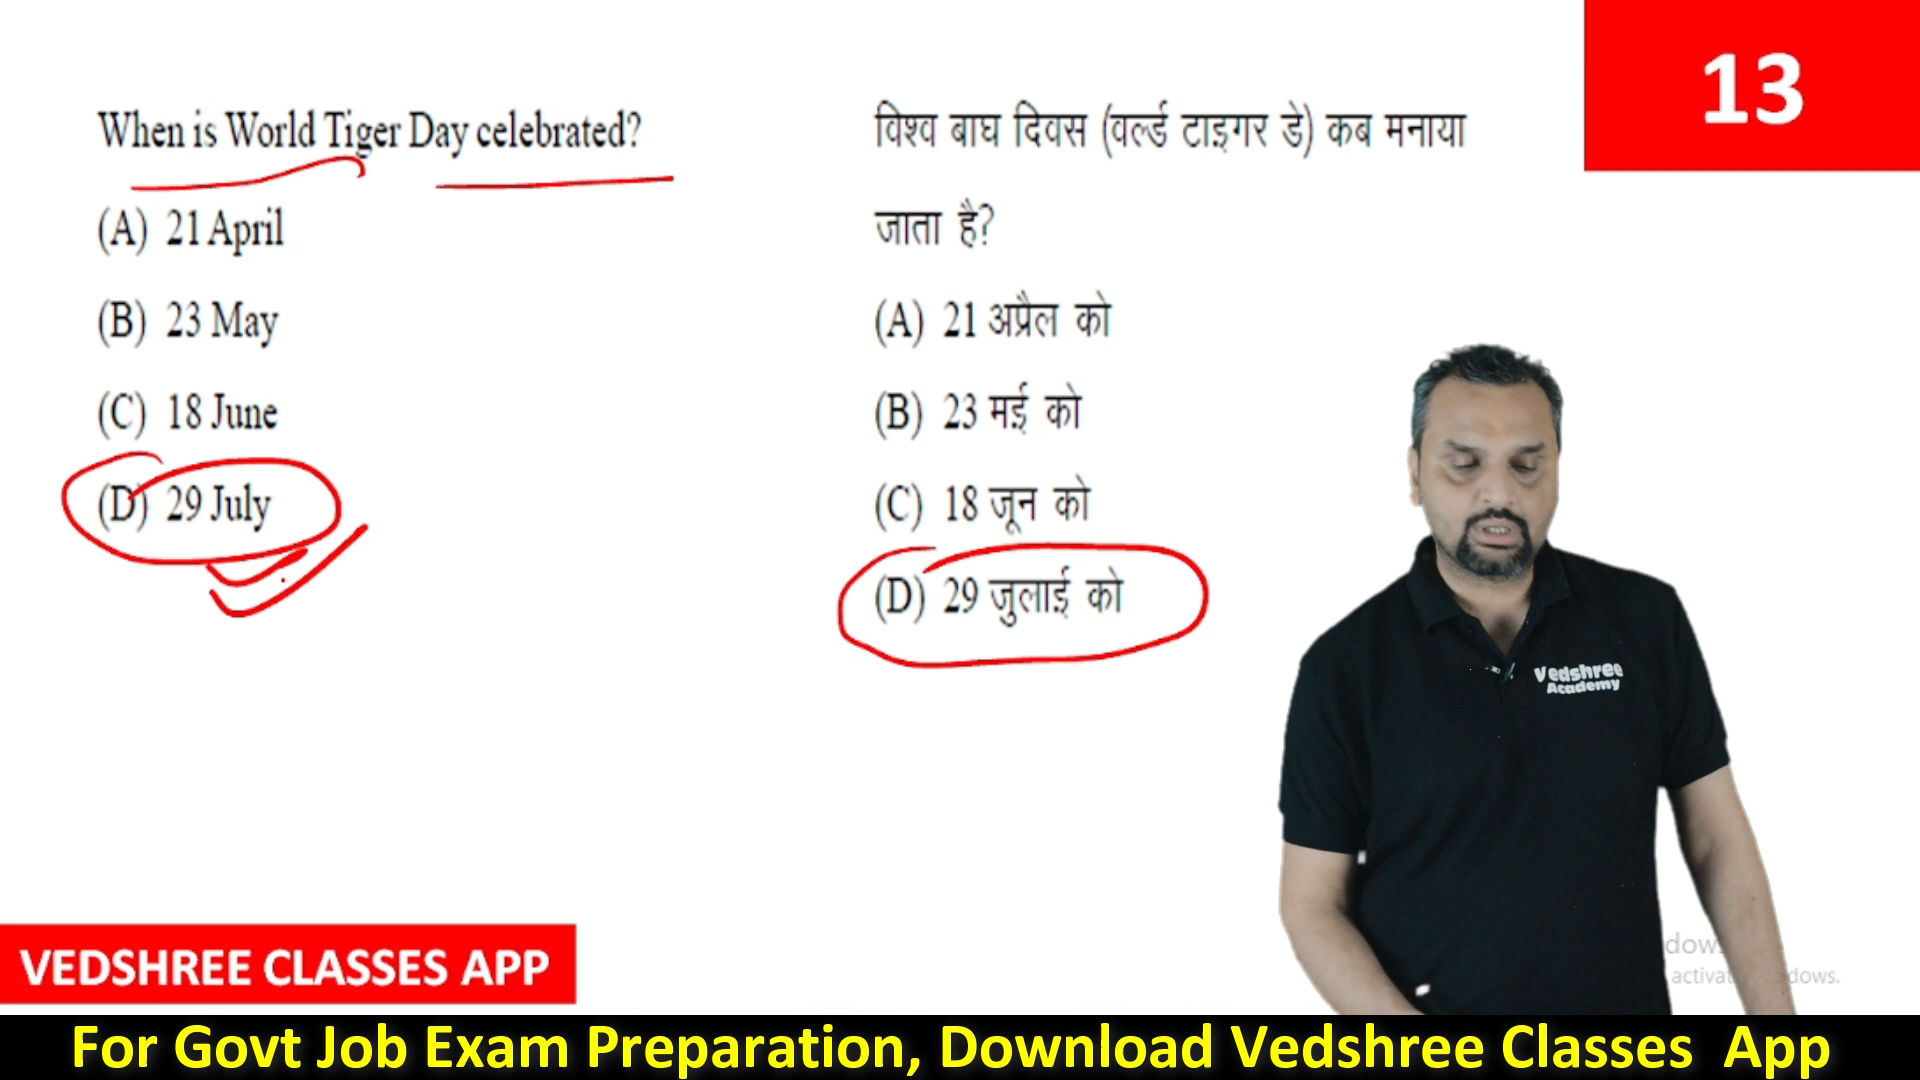 13
When is World Tiger Day celebrated?
(A) 21 April
(B) 23 May
(C) 18 June
(D) 29 July
विश्व बाघ दिवस (वर्ल्ड टाइगर डे) कब मनाया
जाता है?
(A) 21 अप्रैल को
(B) 23 मई को
(C) 18 जून को
(D) 29 जुलाई को
Vedshree
Academy
VEDSHREE CLASSES APP
For Govt Job Exam Preparation, Download Vedshree Classes App